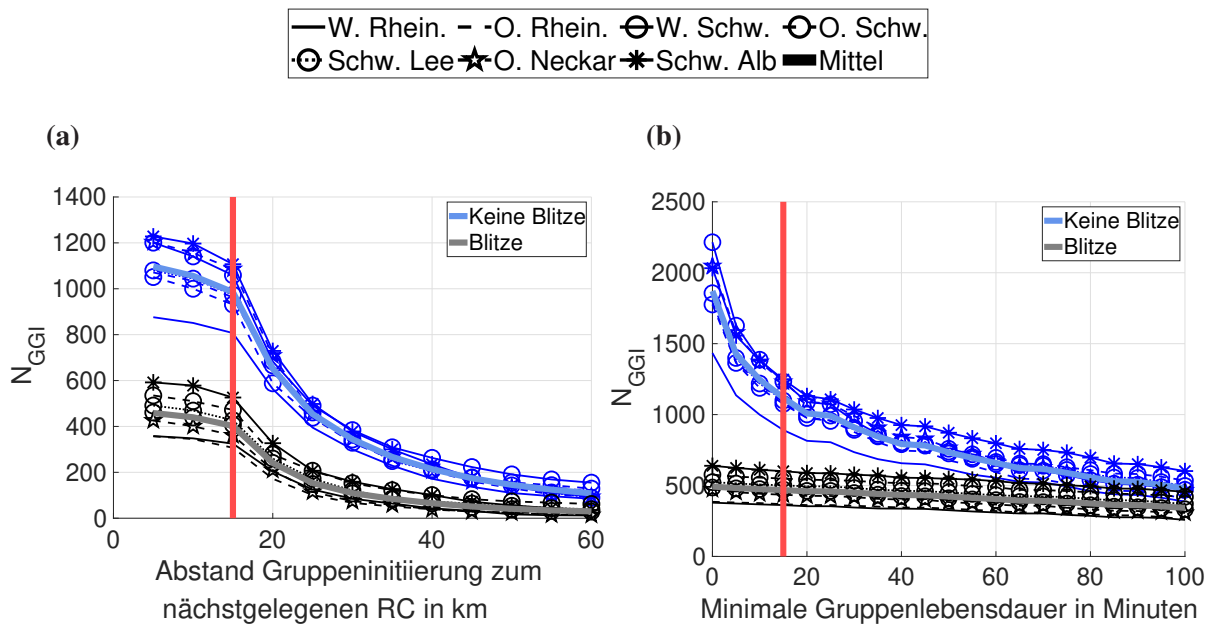 W. Rhein. O. Rhein. W. Schw. O. Schw.
Schw. Lee O. Neckar Schw. Alb Mittel
(a)
N_GGI
1400
1200
1000
800
600
400
200
0
0 20 40 60
Keine Blitze
Blitze
Abstand Gruppeninitiierung zum
nächstgelegenen RC in km
(b)
N_GGI
2500
2000
1500
1000
500
0
0 20 40 60 80 100
Keine Blitze
Blitze
Minimale Gruppenlebensdauer in Minuten